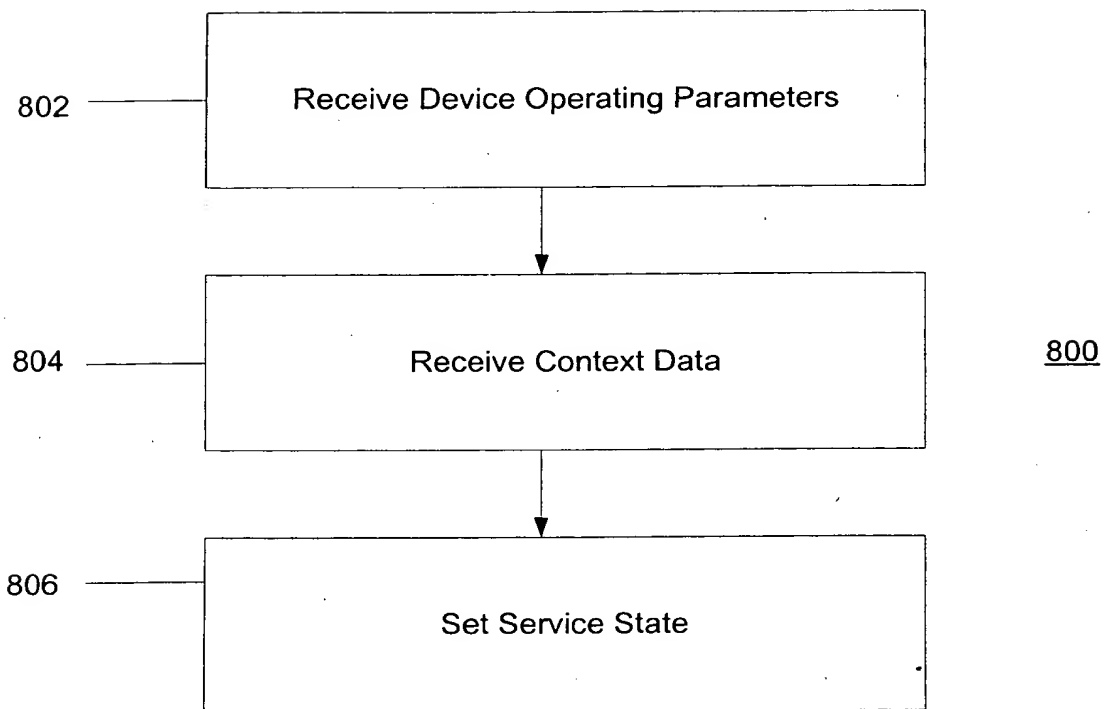 802
Receive Device Operating Parameters
804
Receive Context Data
800
806
Set Service State